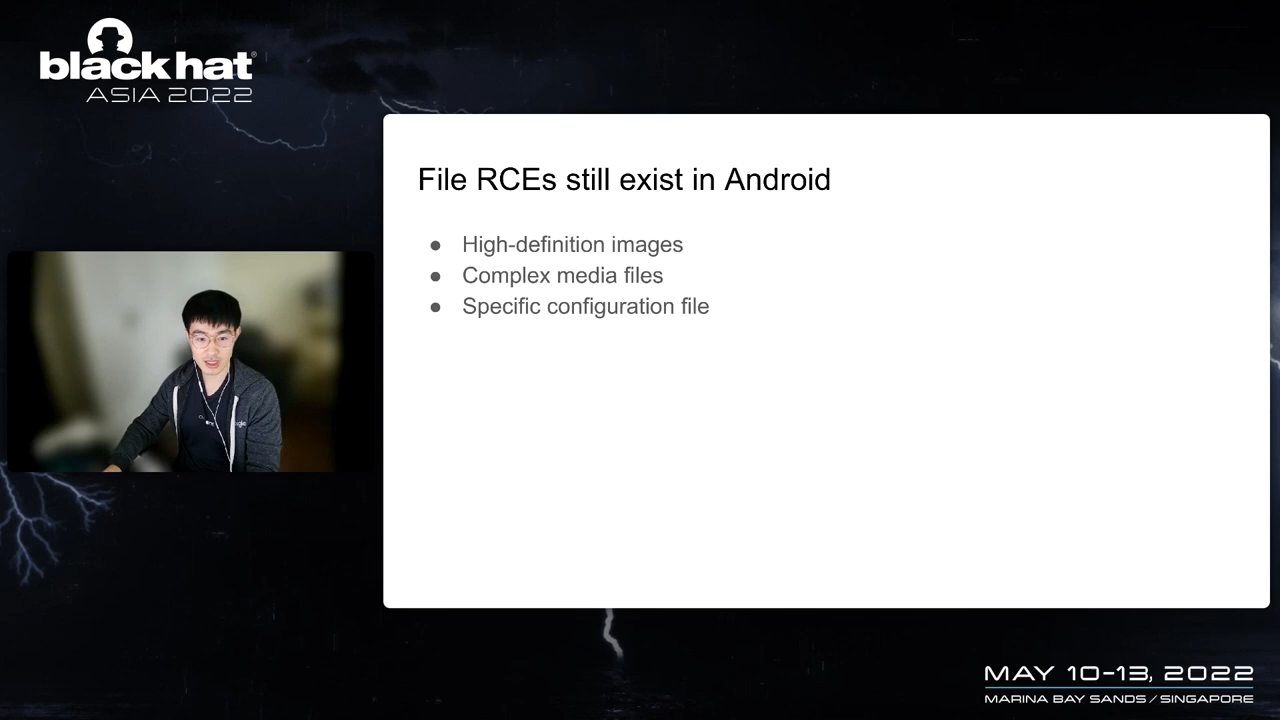 black hat®
ASIA 2022
File RCEs still exist in Android
● High-definition images
● Complex media files
● Specific configuration file
MAY 10-13, 2022
MARINA BAY SANDS / SINGAPORE